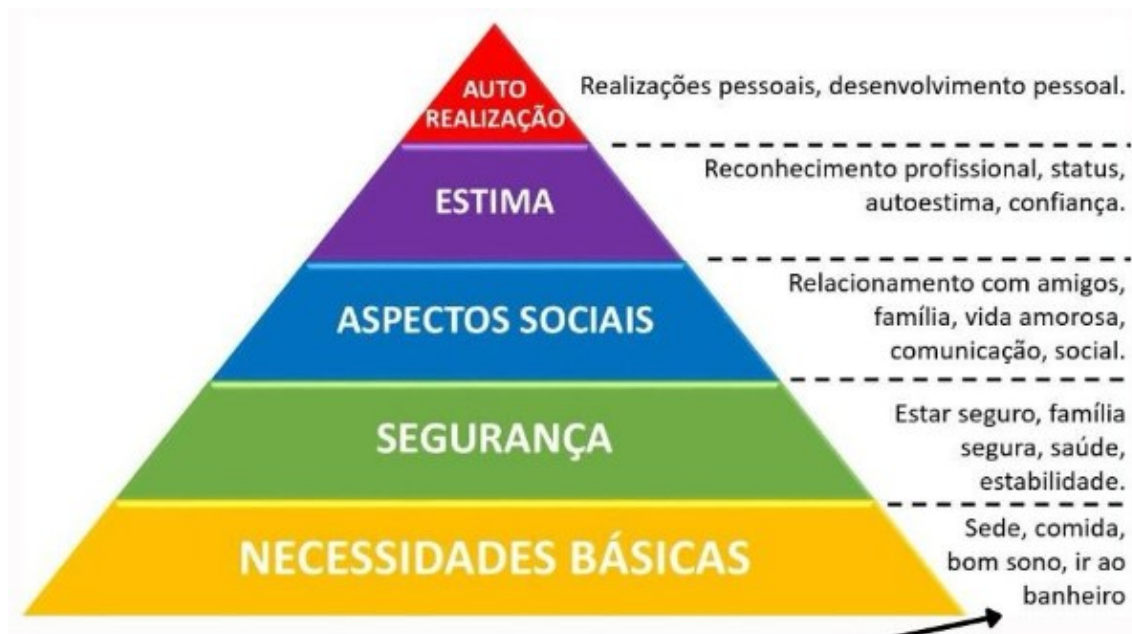 AUTO
REALIZAÇÃO
Realizações pessoais, desenvolvimento pessoal.
ESTIMA
Reconhecimento profissional, status,
autoestima, confiança.
ASPECTOS SOCIAIS
Relacionamento com amigos,
família, vida amorosa,
comunicação, social.
SEGURANÇA
Estar seguro, família
segura, saúde,
estabilidade.
NECESSIDADES BÁSICAS
Sede, comida,
bom sono, ir ao
banheiro